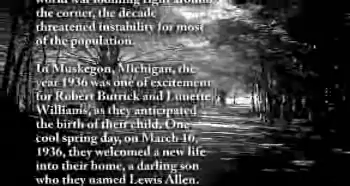 world war looming right around
the corner, the decade
threatened instability for most
of the population.
In Muskegon, Michigan, the
year 1936 was one of excitement
for Robert Butrick and Lunette
Williams, as they anticipated
the birth of their child. One
cool spring day, on March 16,
1936, they welcomed a new life
into their home, a darling son
who they named Lewis Allen.